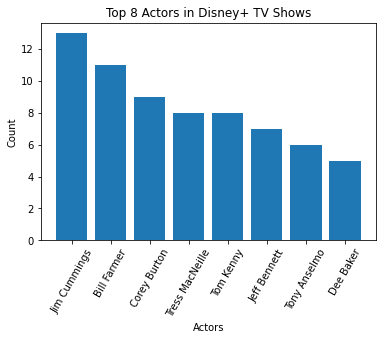 Top 8 Actors in Disney+ TV Shows
Count
12
10
8
6
4
2
0
Jim Cummings
Bill Farmer
Corey Burton
Tress MacNeille
Tom Kenny
Jeff Bennett
Tony Anselmo
Dee Baker
Actors